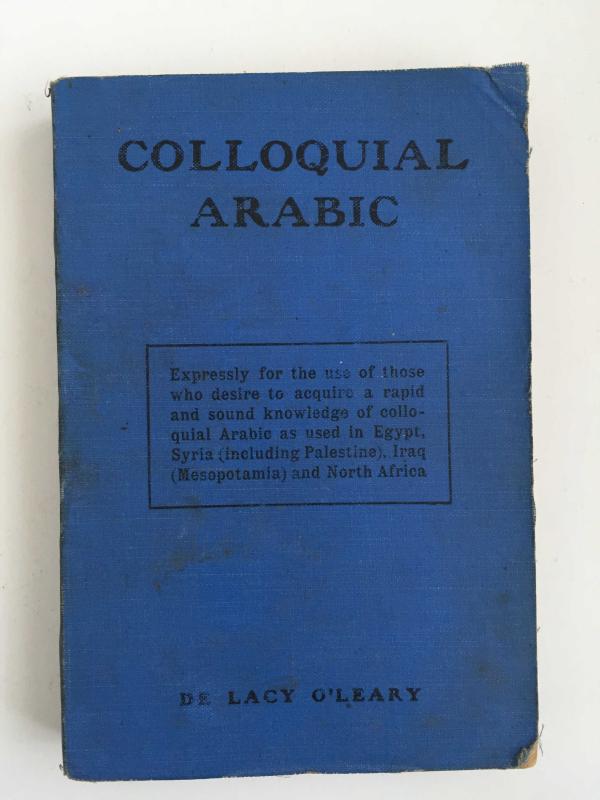 COLLOQUIAL
ARABIC
Expressly for the use of those
who desire to acquire a rapid
and sound knowledge of collo-
quial Arabic as used in Egypt,
Syria (including Palestine), Iraq
(Mesopotamia) and North Africa
DE LACY O'LEARY